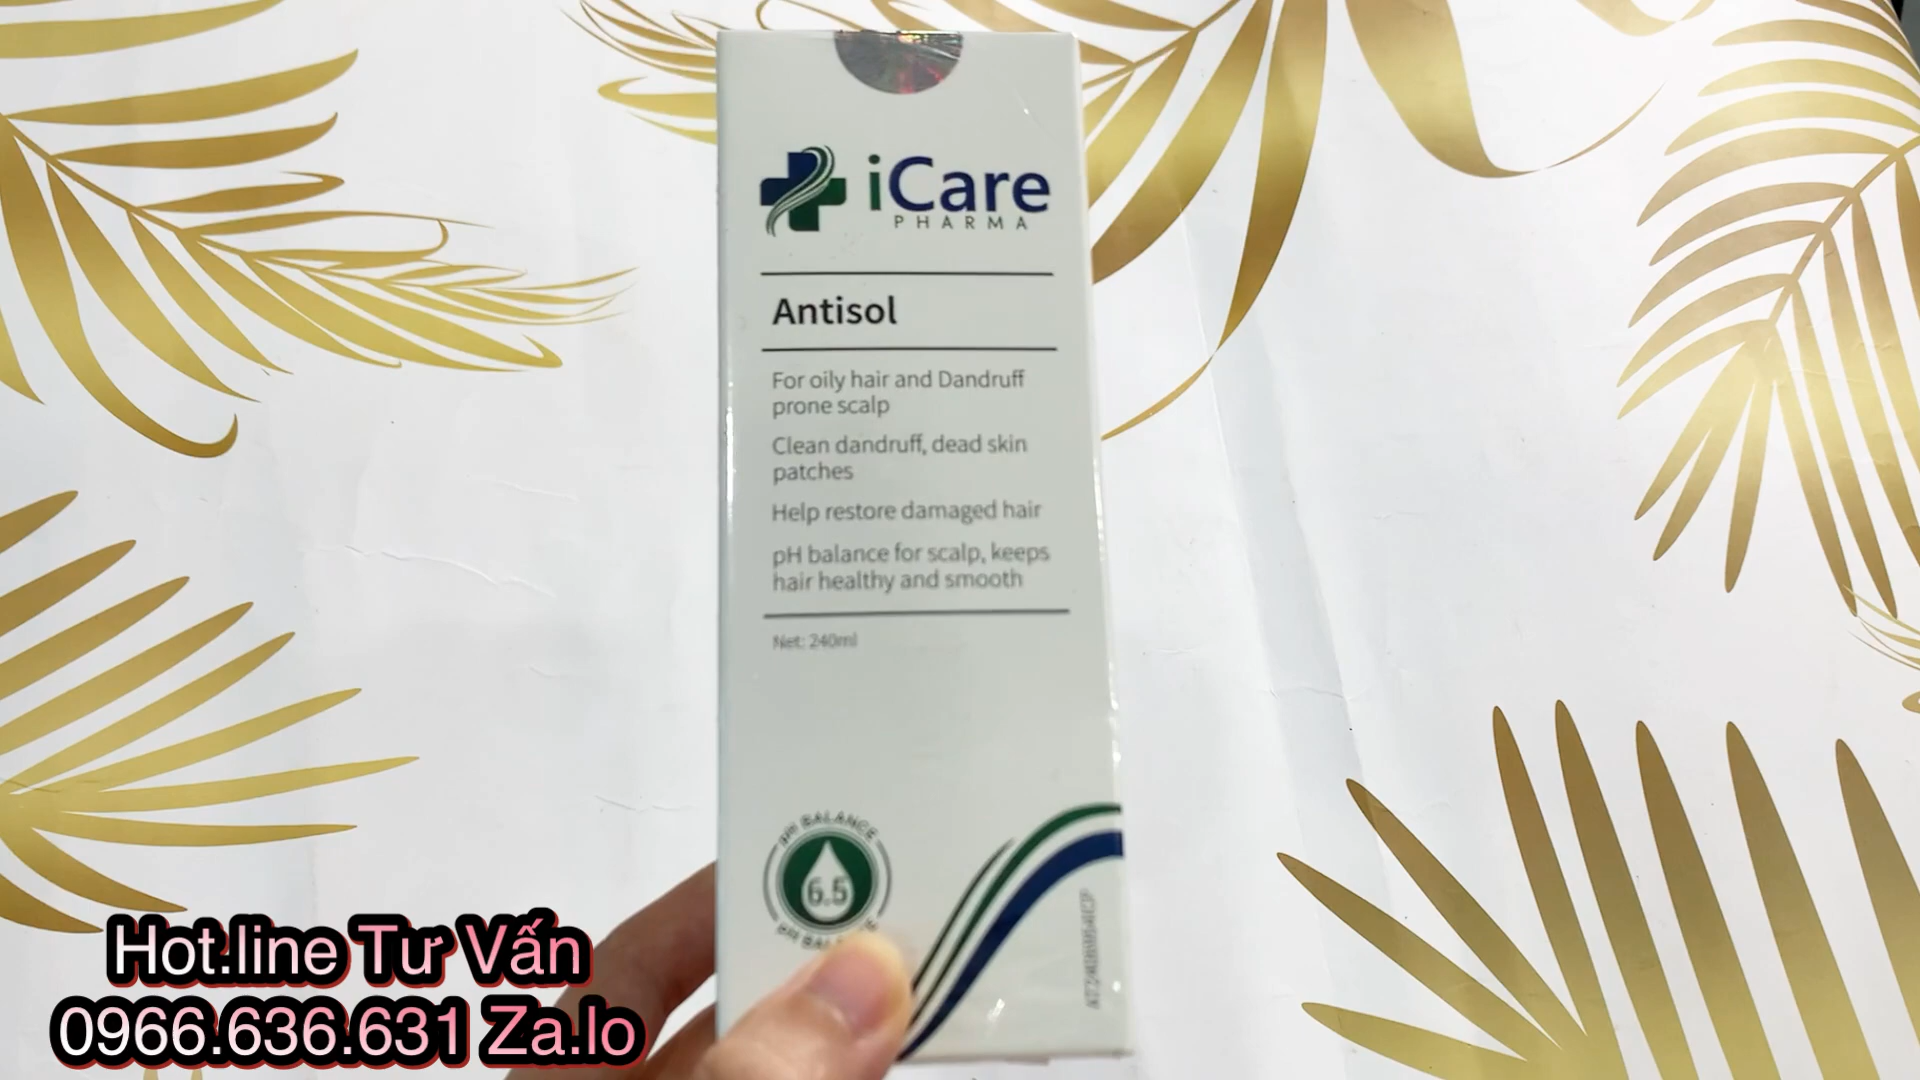 iCare
PHARMA
Antisol
For oily hair and Dandruff
prone scalp
Clean dandruff, dead skin
patches
Help restore damaged hair
pH balance for scalp, keeps
hair healthy and smooth
Net: 240ml
pH BALANCE
6.5
Hot.line Tư Vấn
0966.636.631 Za.lo